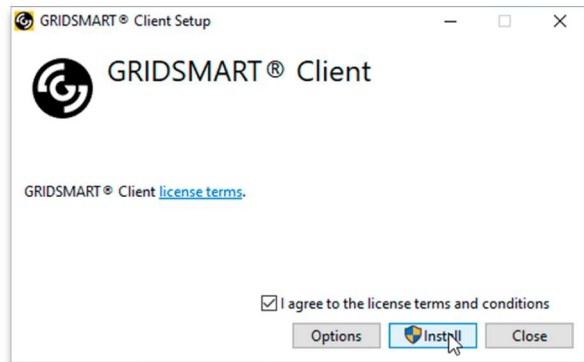 GRIDSMART® Client Setup
GRIDSMART® Client
GRIDSMART® Client license terms.
I agree to the license terms and conditions
Options Install Close